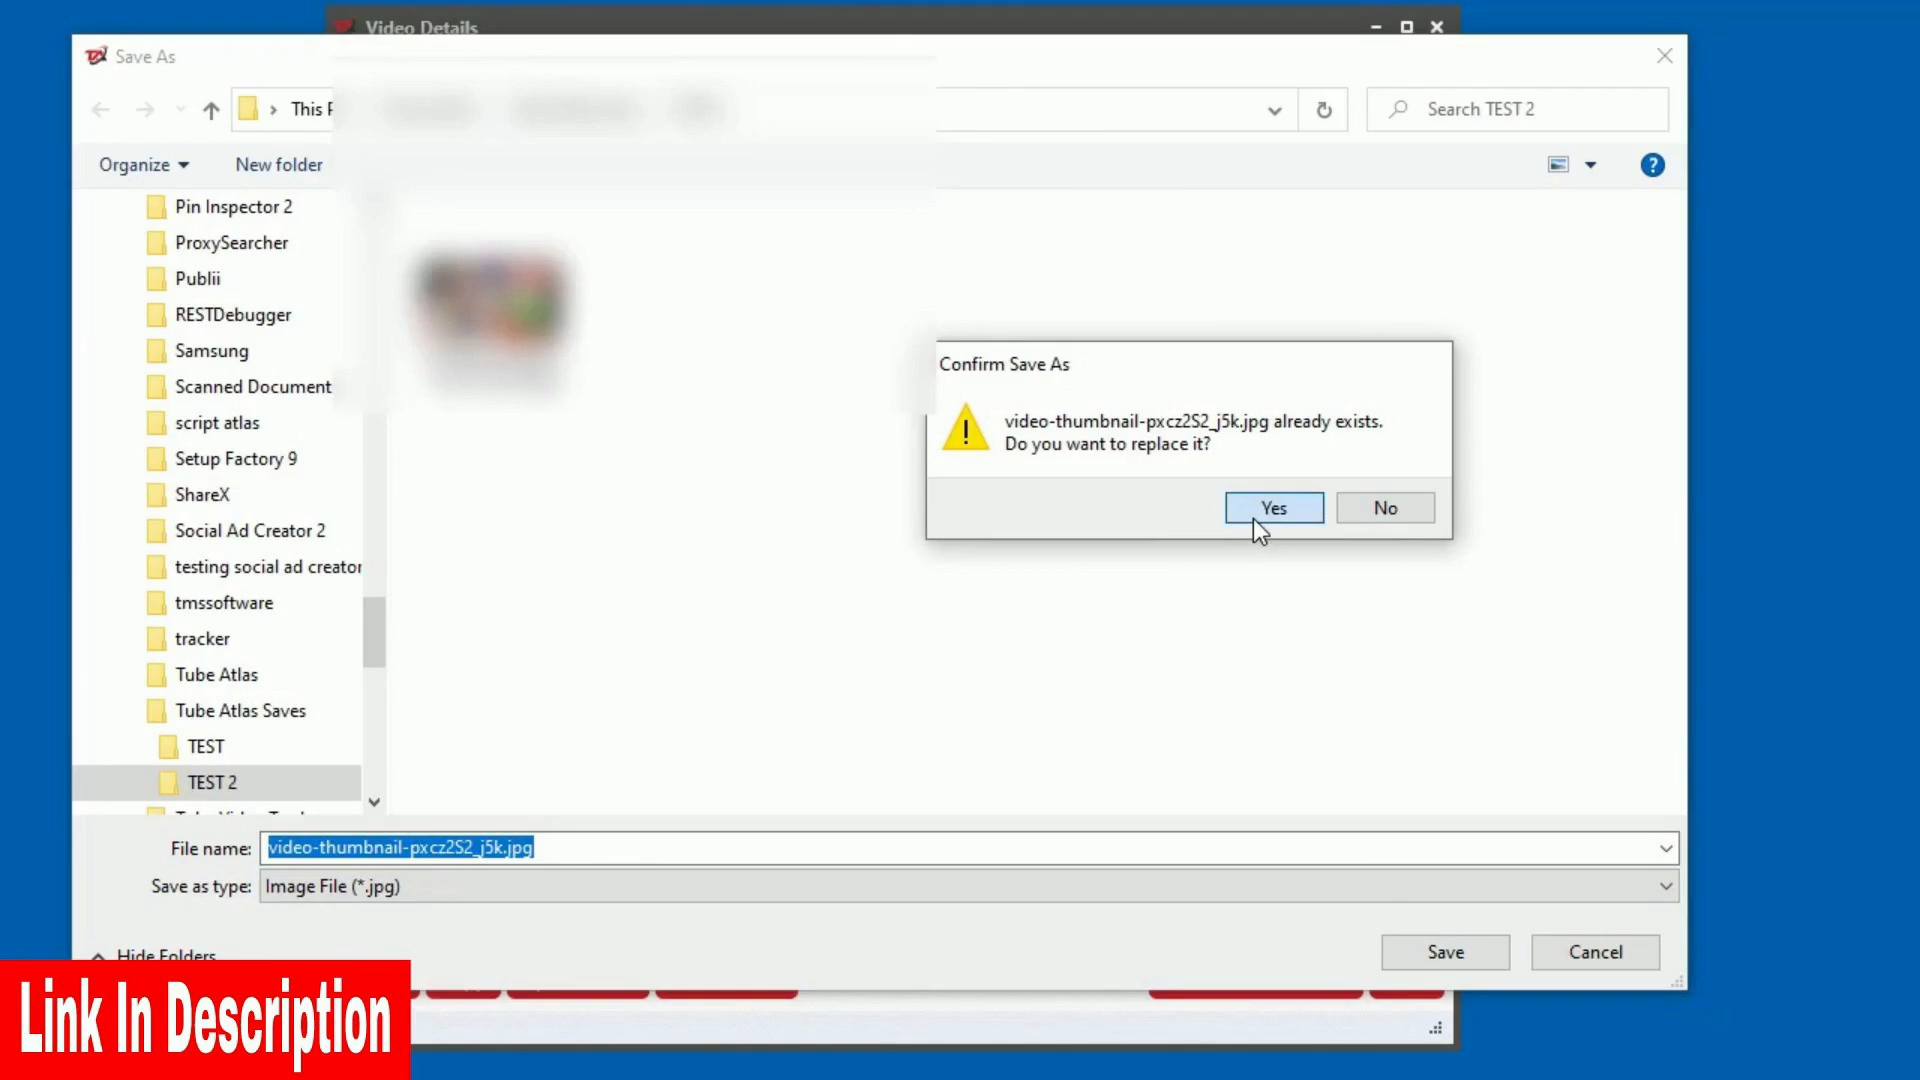 Video Details
Save As
This
Search TEST 2
Organize
New folder
Pin Inspector 2
ProxySearcher
Publii
RESTDebugger
Samsung
Scanned Document
script atlas
Setup Factory 9
ShareX
Social Ad Creator 2
testing social ad creator
tmssoftware
tracker
Tube Atlas
Tube Atlas Saves
TEST
TEST 2
Confirm Save As
video-thumbnail-pxcz2S2_j5k.jpg already exists.
Do you want to replace it?
Yes
No
File name:
video-thumbnail-pxcz2S2_j5k.jpg
Save as type:
Image File (*.jpg)
Hide Folders
Save
Cancel
Link In Description